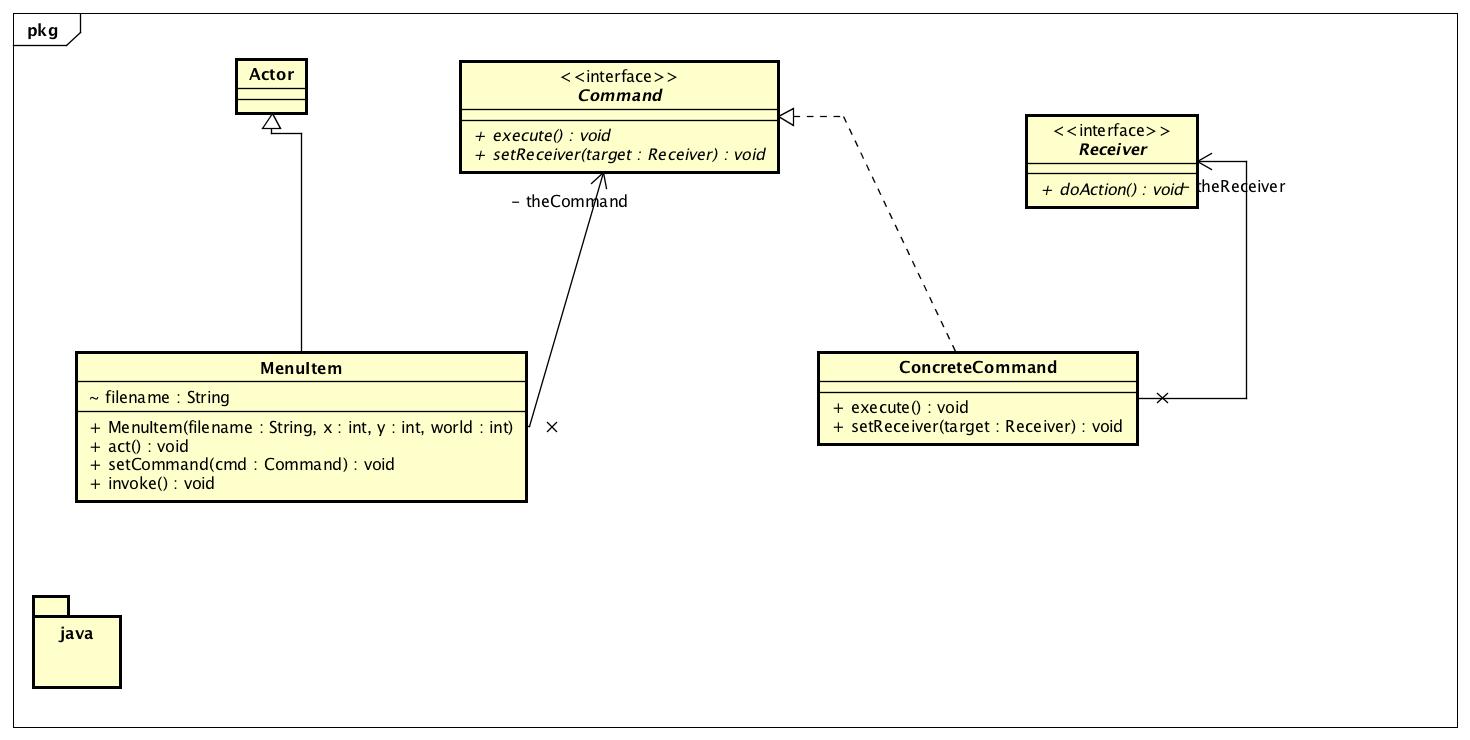 pkg
Actor
<<interface>>
Command
+ execute() : void
+ setReceiver(target : Receiver) : void
<<interface>>
Receiver
+ doAction() : void
- theReceiver
- theCommand
MenuItem
~ filename : String
+ MenuItem(filename : String, x : int, y : int, world : int)
+ act() : void
+ setCommand(cmd : Command) : void
+ invoke() : void
ConcreteCommand
+ execute() : void
+ setReceiver(target : Receiver) : void
java